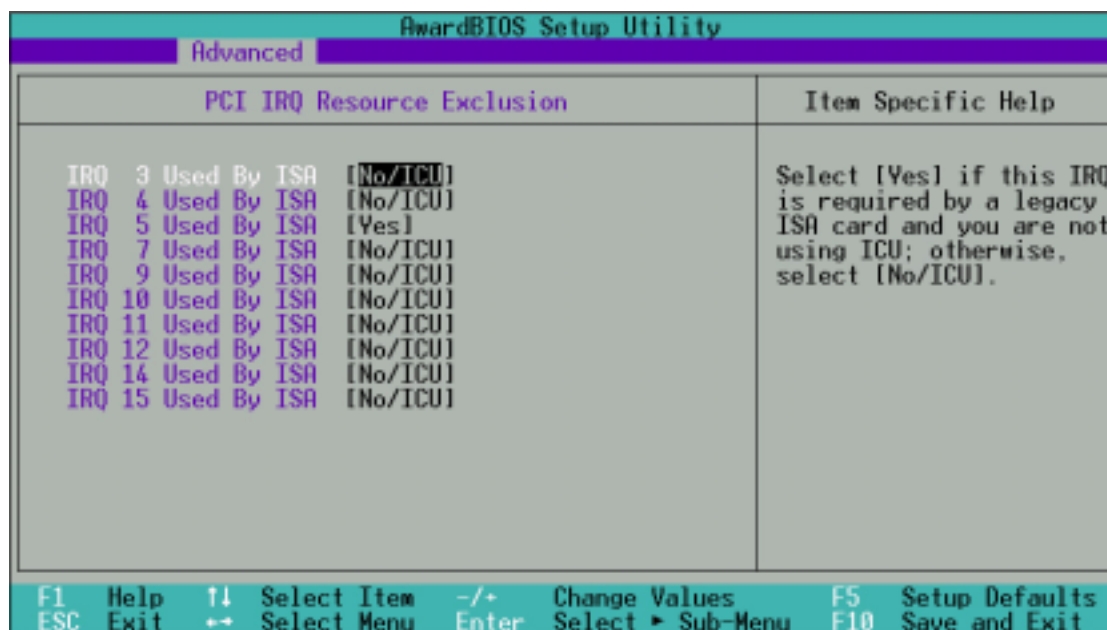 AwardBIOS Setup Utility
Advanced
PCI IRQ Resource Exclusion
Item Specific Help
IRQ 3 Used By ISA [No/ICU]
IRQ 4 Used By ISA [No/ICU]
IRQ 5 Used By ISA [Yes]
IRQ 7 Used By ISA [No/ICU]
IRQ 9 Used By ISA [No/ICU]
IRQ 10 Used By ISA [No/ICU]
IRQ 11 Used By ISA [No/ICU]
IRQ 12 Used By ISA [No/ICU]
IRQ 14 Used By ISA [No/ICU]
IRQ 15 Used By ISA [No/ICU]
Select [Yes] if this IRQ
is required by a legacy
ISA card and you are not
using ICU; otherwise,
select [No/ICU].
F1 Help ↑↓ Select Item -/+ Change Values F5 Setup Defaults
ESC Exit ←→ Select Menu Enter Select ► Sub-Menu F10 Save and Exit